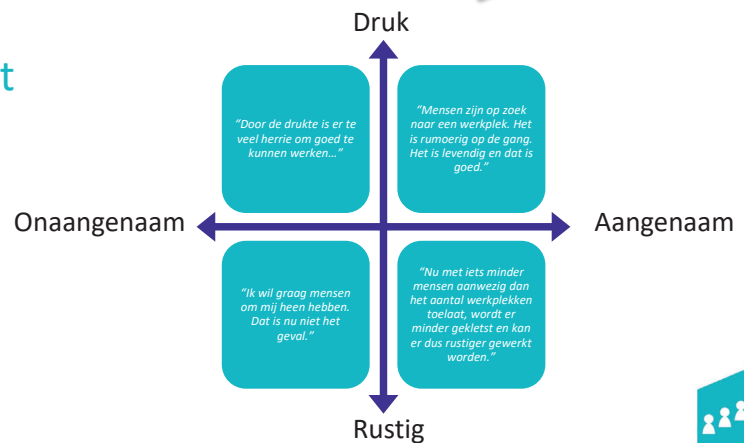 Druk
t
“Door de drukte is er te
veel herrie om goed te
kunnen werken…”
“Mensen zijn op zoek
naar een werkplek. Het
is rumoerig op de gang.
Het is levendig en dat is
goed.”
Onaangenaam
Aangenaam
“Ik wil graag mensen
om mij heen hebben.
Dat is nu niet het
geval.”
“Nu met iets minder
mensen aanwezig dan
het aantal werkplekken
toelaat, wordt er
minder gekletst en kan
er dus rustiger gewerkt
worden.”
Rustig